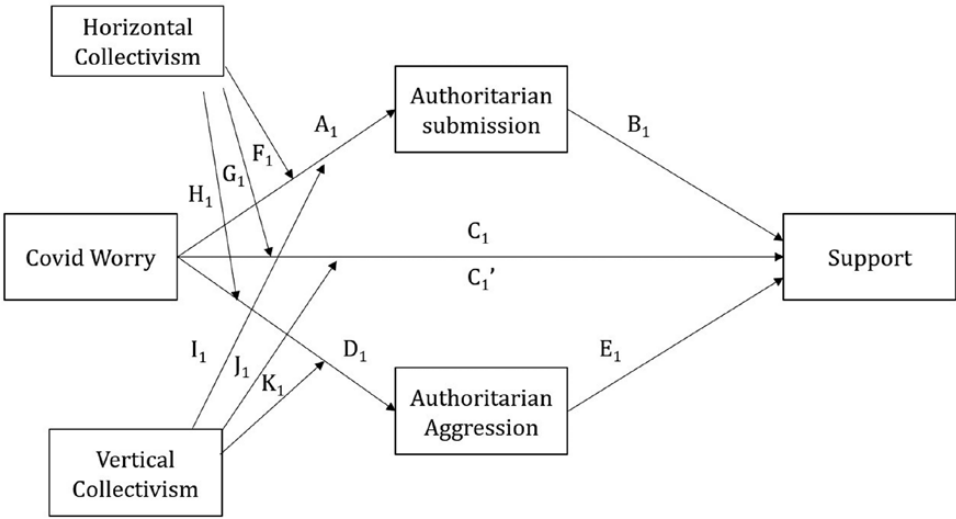 Horizontal
Collectivism
Authoritarian
submission
A₁
B₁
F₁
G₁
H₁
Covid Worry
C₁
C₁’
Support
I₁
J₁
K₁
D₁
E₁
Authoritarian
Aggression
Vertical
Collectivism